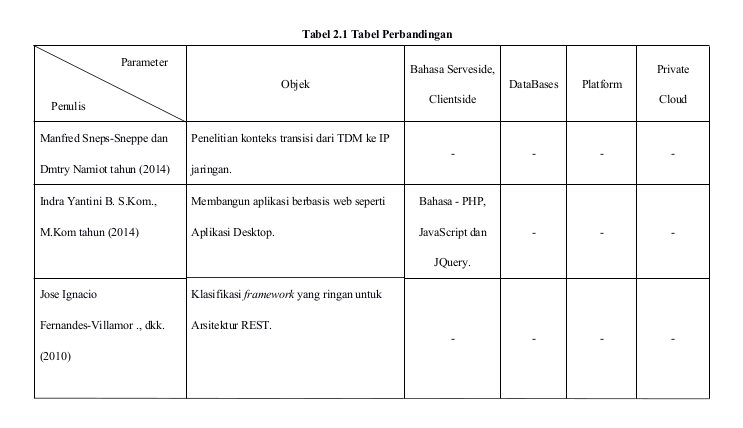 Tabel 2.1 Tabel Perbandingan
Parameter
Penulis
Objek
Bahasa Serveside,
Clientside
DataBases
Platform
Private
Cloud
Manfred Sneps-Sneppe dan
Dmtry Namiot tahun (2014)
Penelitian konteks transisi dari TDM ke IP
jaringan.
-
-
-
-
Indra Yantini B. S.Kom.,
M.Kom tahun (2014)
Membangun aplikasi berbasis web seperti
Aplikasi Desktop.
Bahasa - PHP,
JavaScript dan
JQuery.
-
-
-
Jose Ignacio
Fernandes-Villamor ., dkk.
(2010)
Klasifikasi framework yang ringan untuk
Arsitektur REST.
-
-
-
-